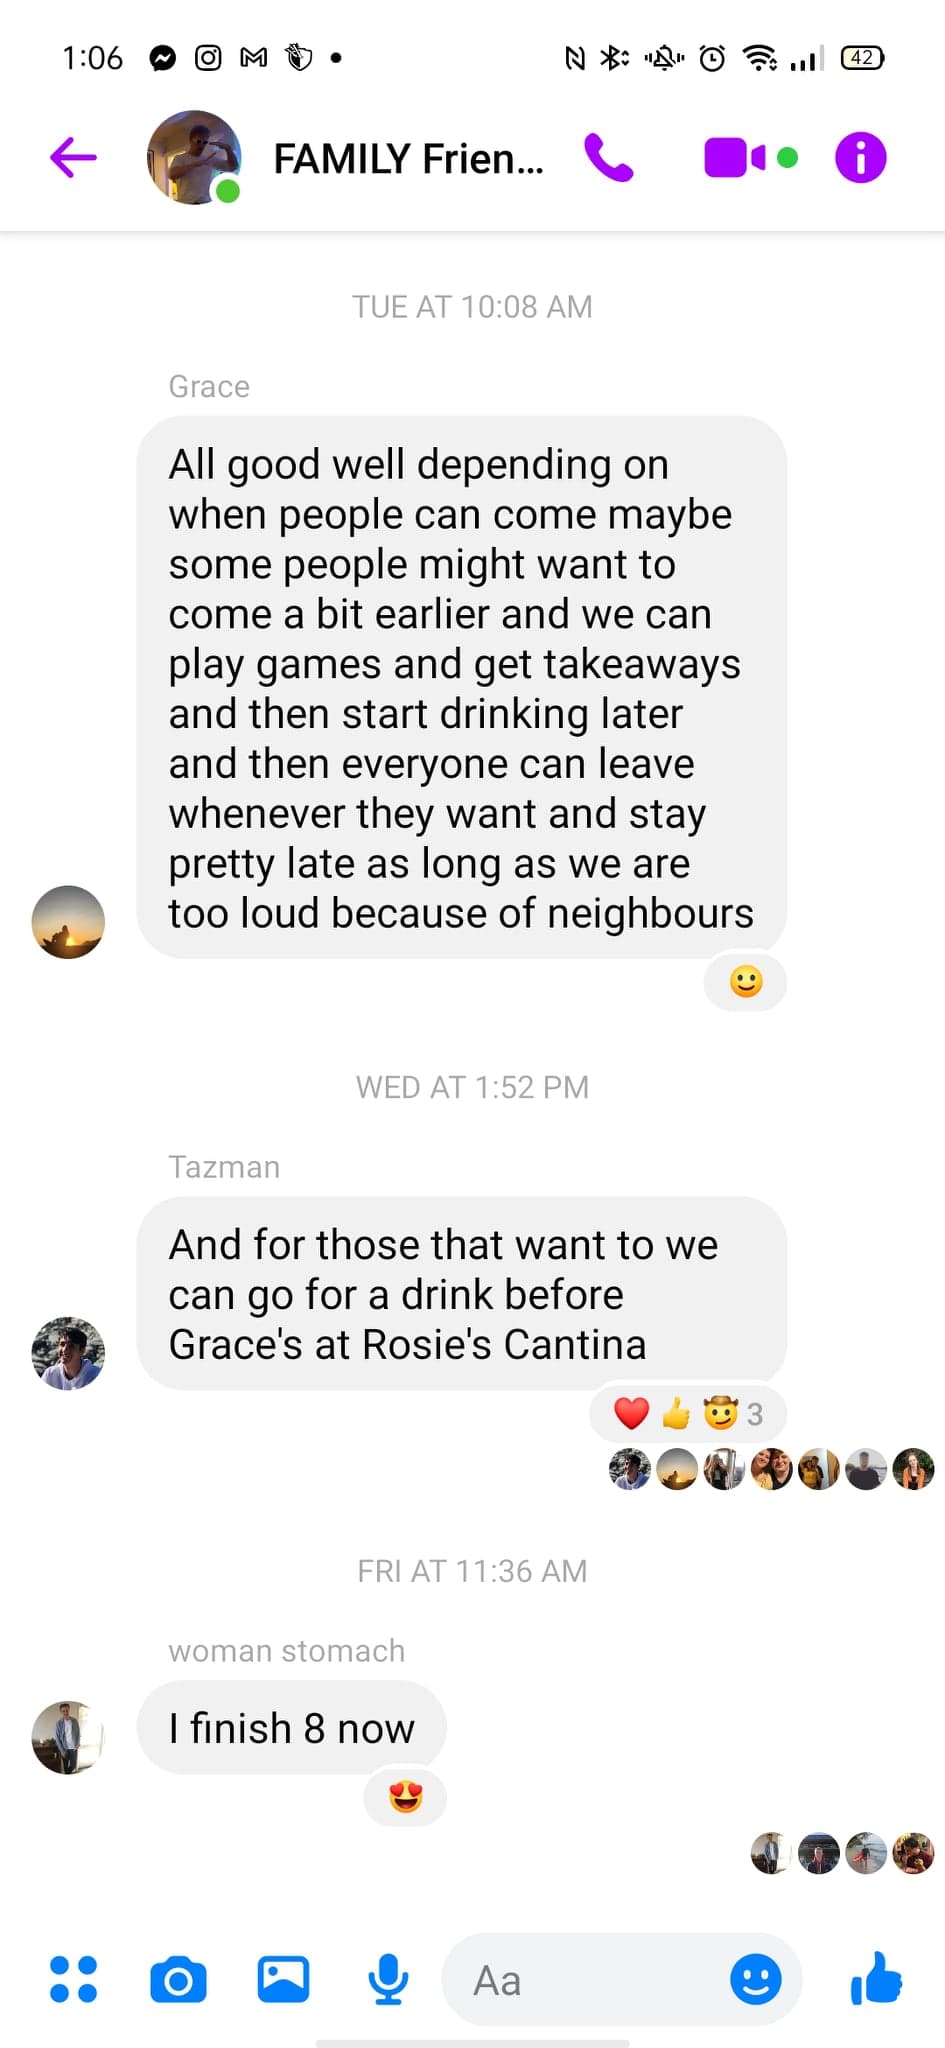 1:06
42
FAMILY Frien...
TUE AT 10:08 AM
Grace
All good well depending on
when people can come maybe
some people might want to
come a bit earlier and we can
play games and get takeaways
and then start drinking later
and then everyone can leave
whenever they want and stay
pretty late as long as we are
too loud because of neighbours
WED AT 1:52 PM
Tazman
And for those that want to we
can go for a drink before
Grace's at Rosie's Cantina
3
FRI AT 11:36 AM
woman stomach
I finish 8 now
Aa